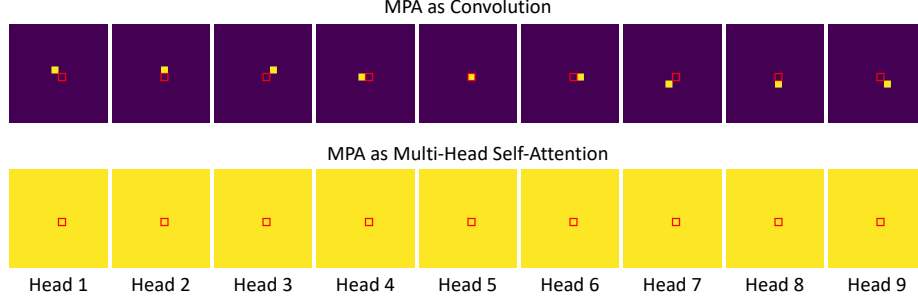 MPA as Convolution
MPA as Multi-Head Self-Attention
Head 1 Head 2 Head 3 Head 4 Head 5 Head 6 Head 7 Head 8 Head 9